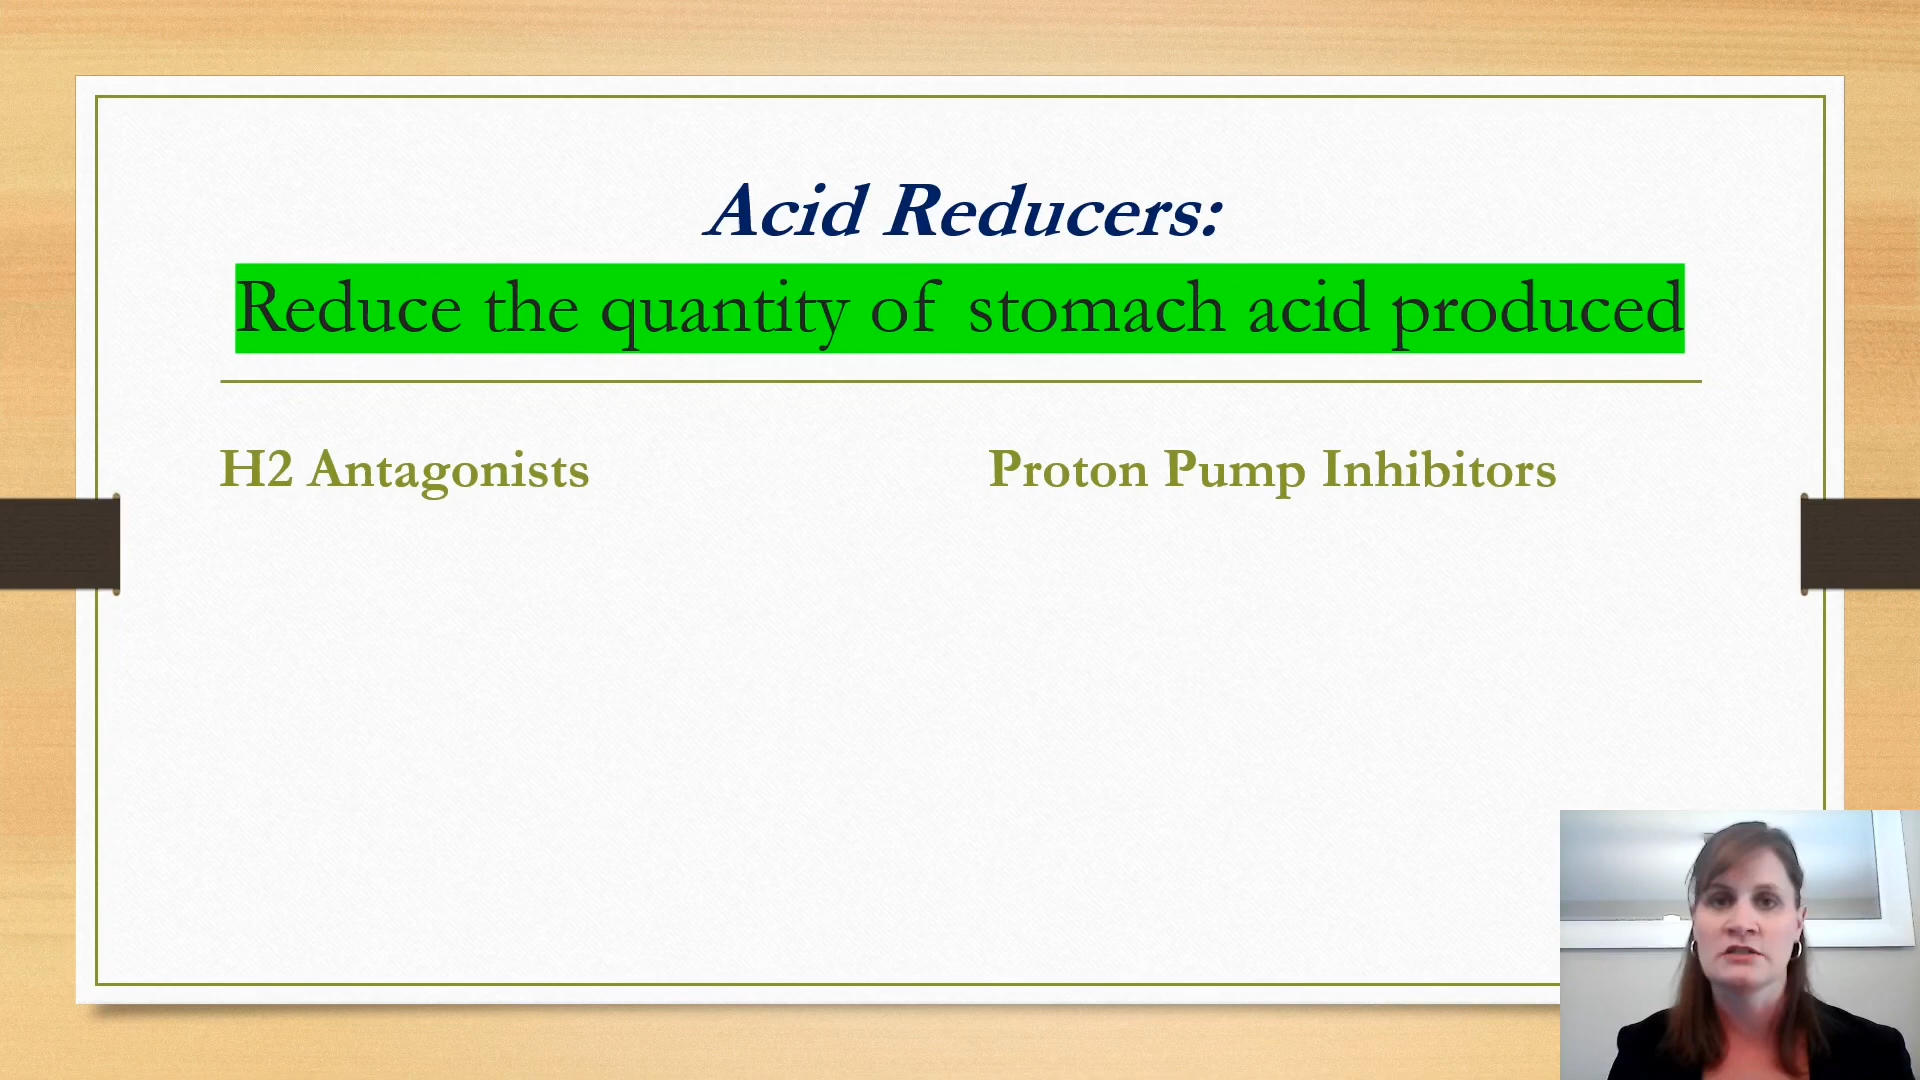 Acid Reducers:
Reduce the quantity of stomach acid produced
H2 Antagonists
Proton Pump Inhibitors